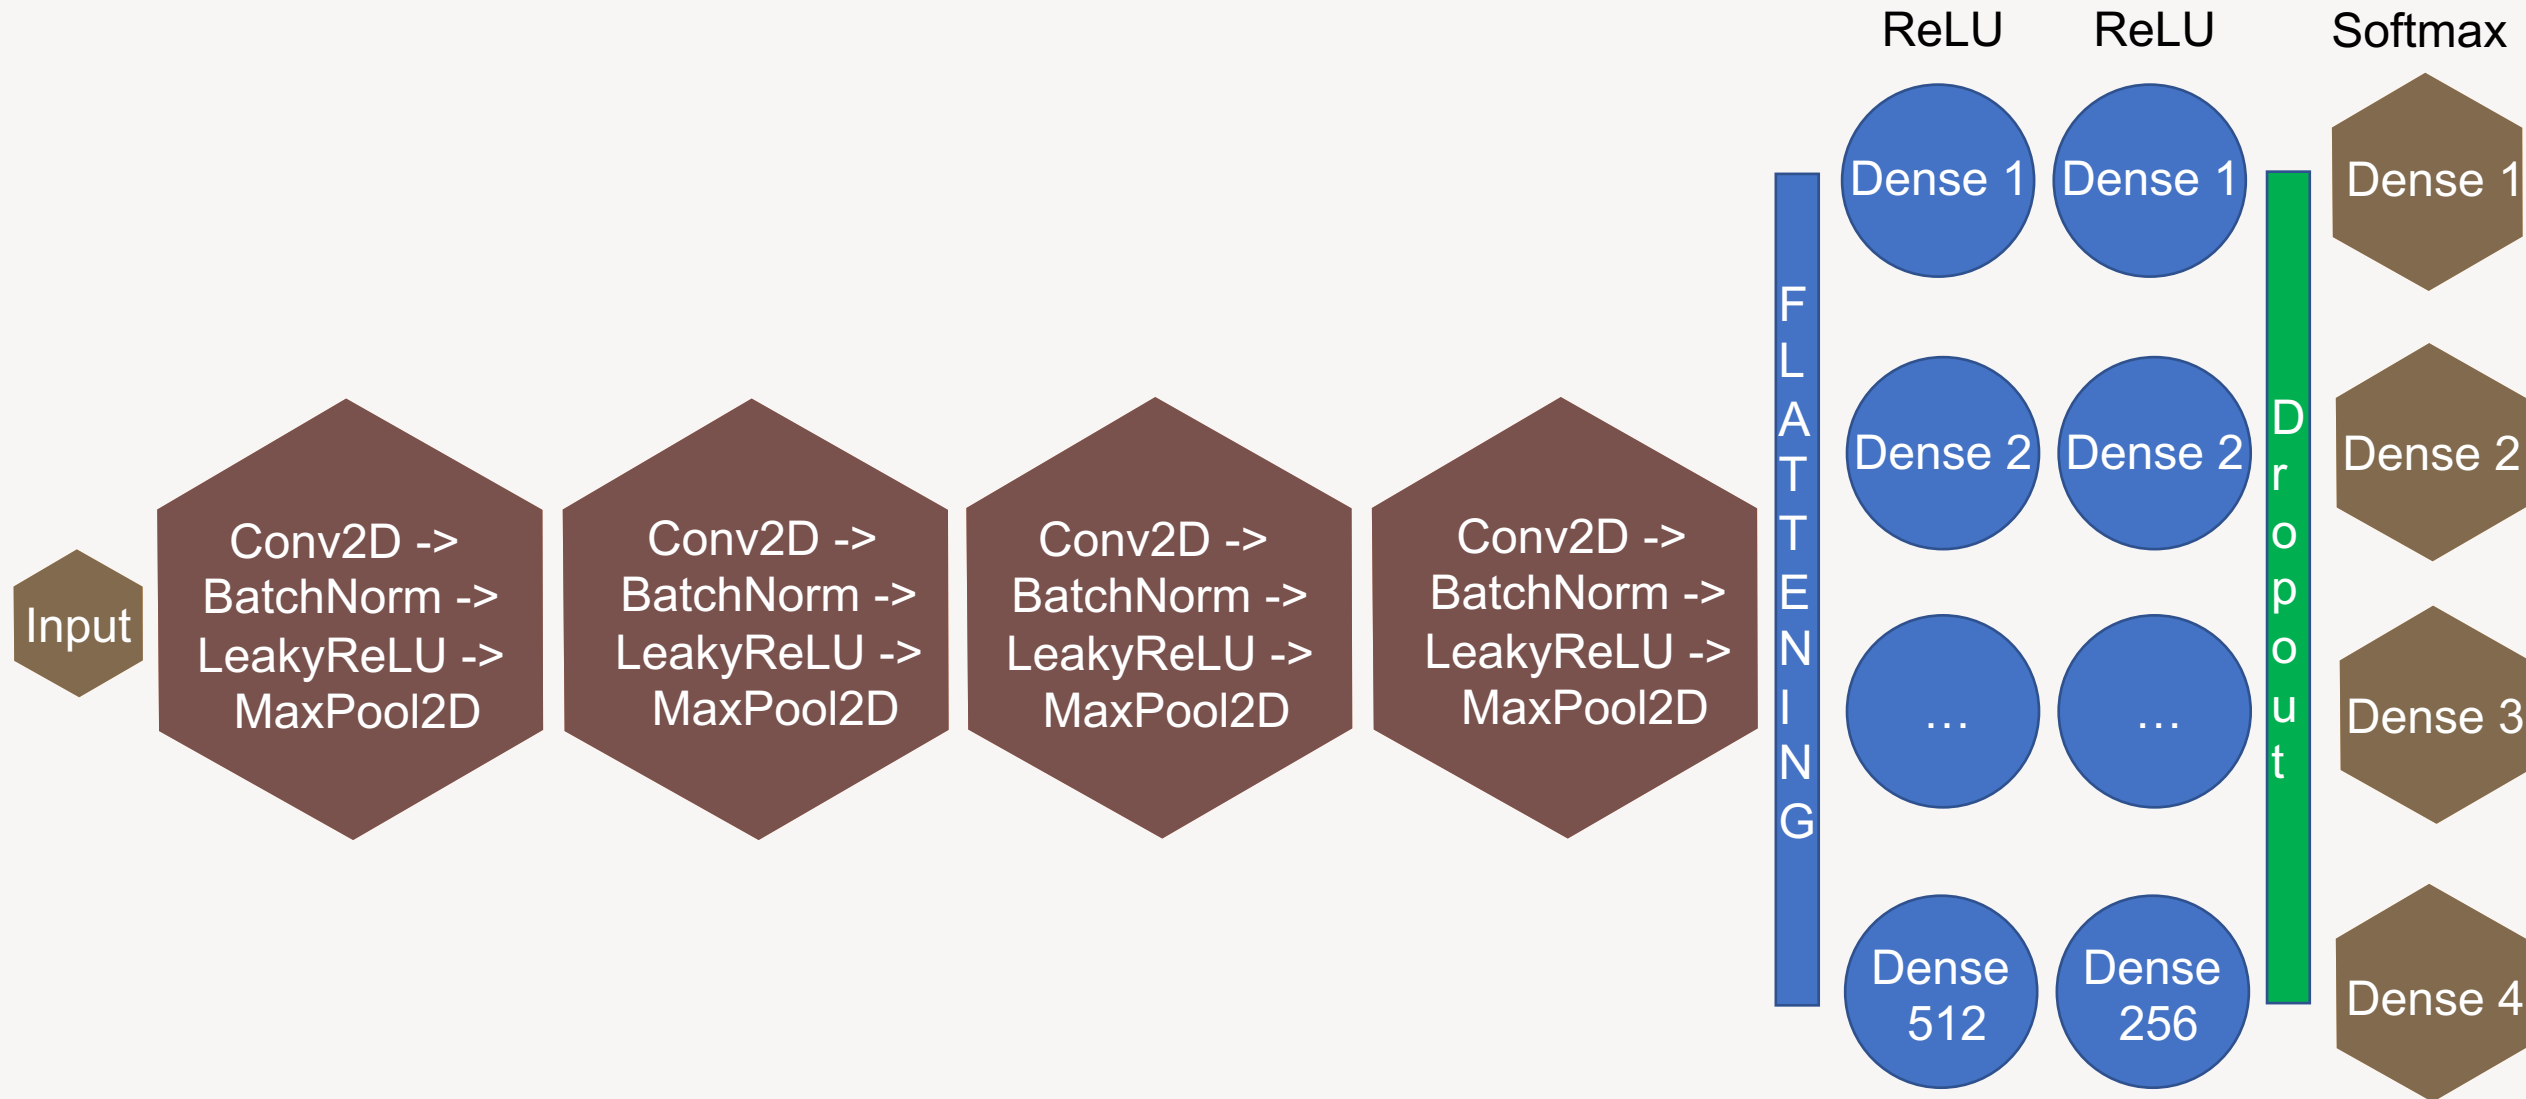 Input
Conv2D ->
BatchNorm ->
LeakyReLU ->
MaxPool2D
Conv2D ->
BatchNorm ->
LeakyReLU ->
MaxPool2D
Conv2D ->
BatchNorm ->
LeakyReLU ->
MaxPool2D
Conv2D ->
BatchNorm ->
LeakyReLU ->
MaxPool2D
F
L
A
T
T
E
N
I
N
G
ReLU
Dense 1
Dense 2
...
Dense
512
ReLU
Dense 1
Dense 2
...
Dense
256
D
r
o
p
o
u
t
Softmax
Dense 1
Dense 2
Dense 3
Dense 4